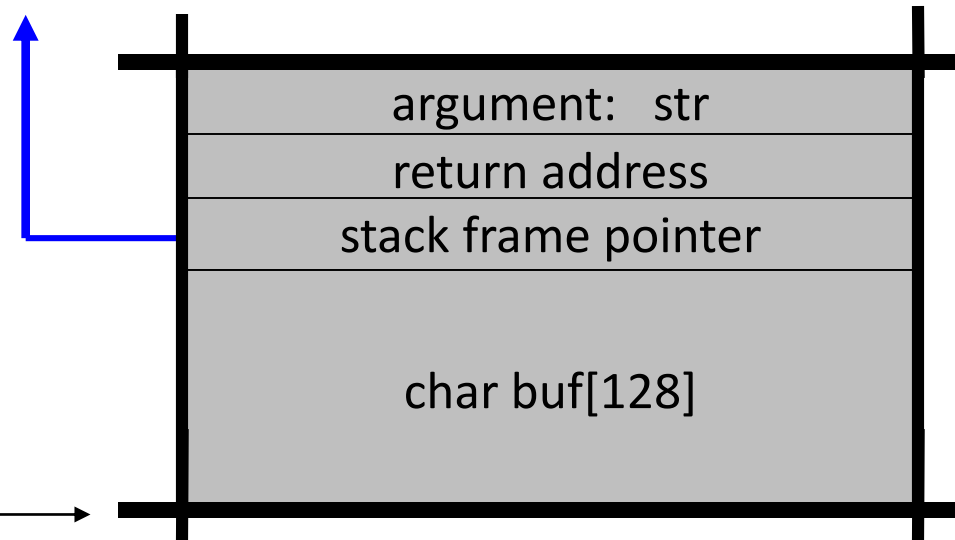 argument: str
return address
stack frame pointer
char buf[128]